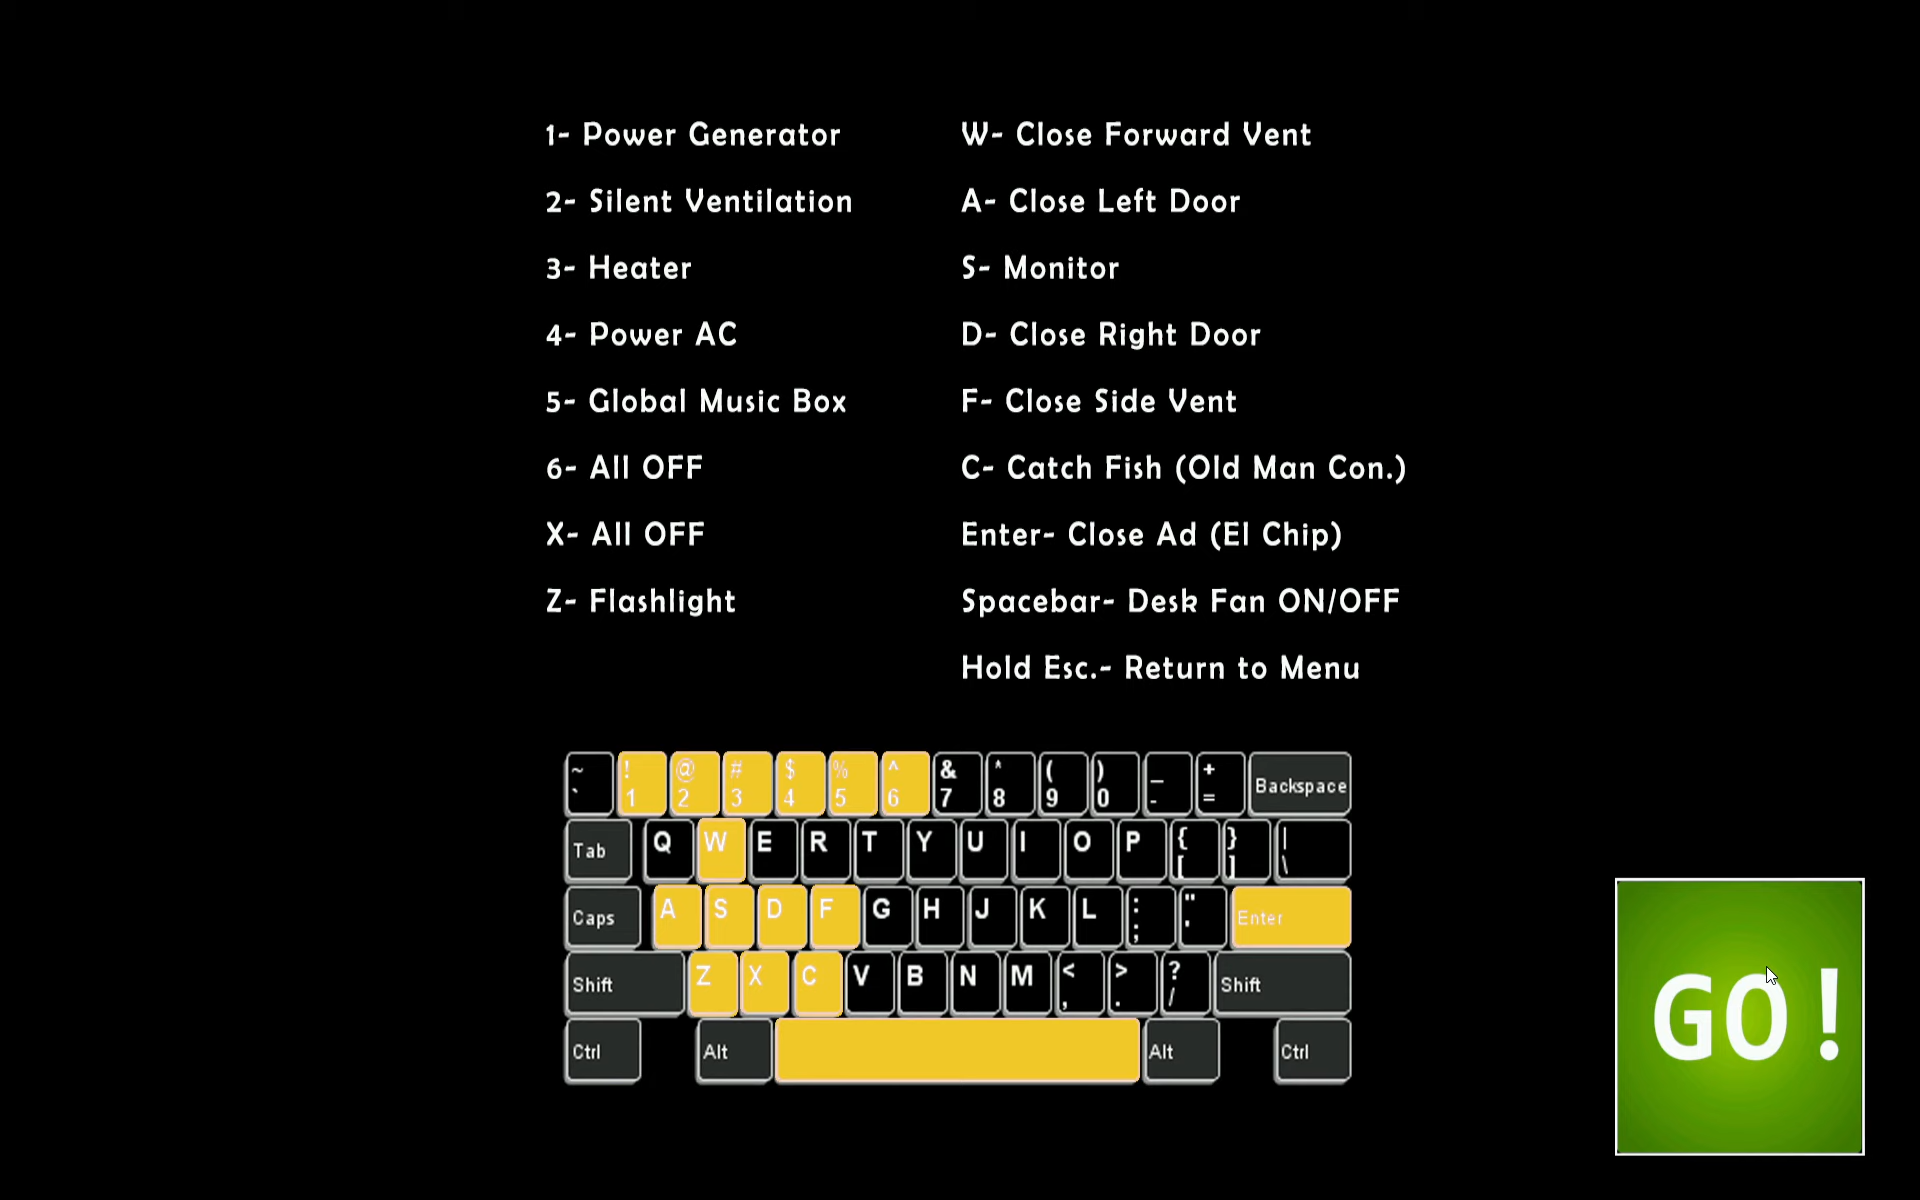 1- Power Generator
2- Silent Ventilation
3- Heater
4- Power AC
5- Global Music Box
6- All OFF
X- All OFF
Z- Flashlight
W- Close Forward Vent
A- Close Left Door
S- Monitor
D- Close Right Door
F- Close Side Vent
C- Catch Fish (Old Man Con.)
Enter- Close Ad (El Chip)
Spacebar- Desk Fan ON/OFF
Hold Esc.- Return to Menu
~ ! @ # $ % ^ & * ( ) _ +
` 1 2 3 4 5 6 7 8 9 0 - = Backspace
Tab Q W E R T Y U I O P { [ } ] | \
Caps A S D F G H J K L : ; " ' Enter
Shift Z X C V B N M < , > . ? / Shift
Ctrl Alt Alt Ctrl
GO!